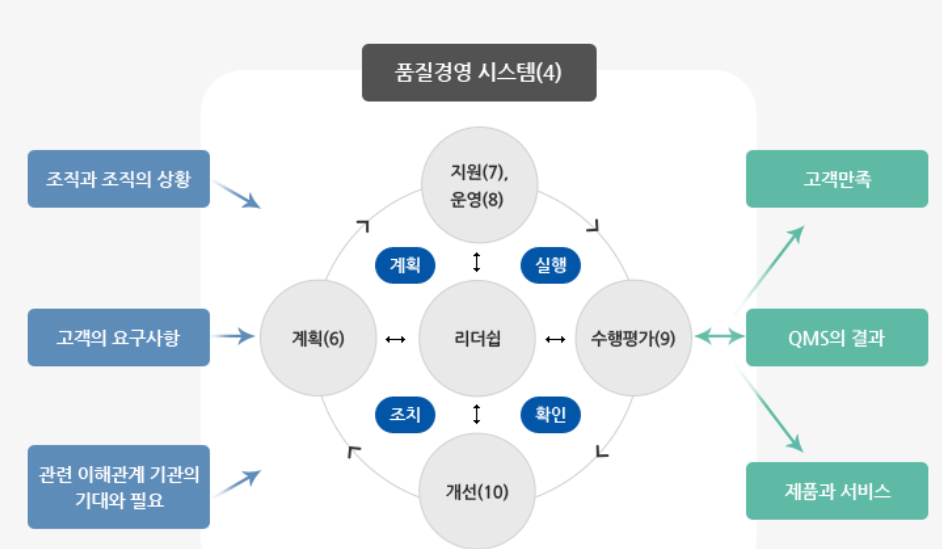 품질경영 시스템(4)
조직과 조직의 상황
지원(7),
운영(8)
고객만족
계획
실행
고객의 요구사항
계획(6)
리더쉽
수행평가(9)
QMS의 결과
조치
확인
관련 이해관계 기관의
기대와 필요
개선(10)
제품과 서비스